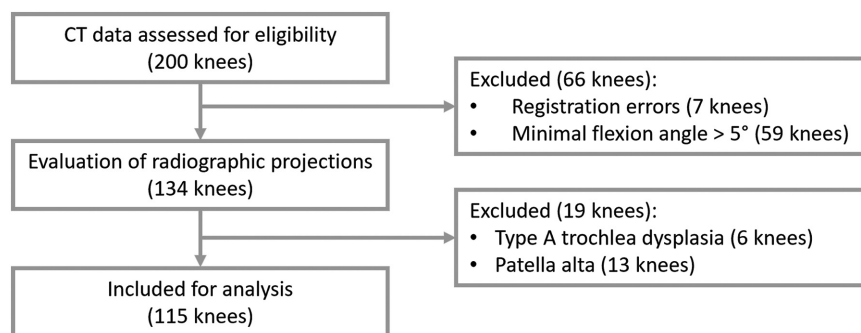 CT data assessed for eligibility
(200 knees)
Excluded (66 knees):
• Registration errors (7 knees)
• Minimal flexion angle > 5° (59 knees)
Evaluation of radiographic projections
(134 knees)
Excluded (19 knees):
• Type A trochlea dysplasia (6 knees)
• Patella alta (13 knees)
Included for analysis
(115 knees)